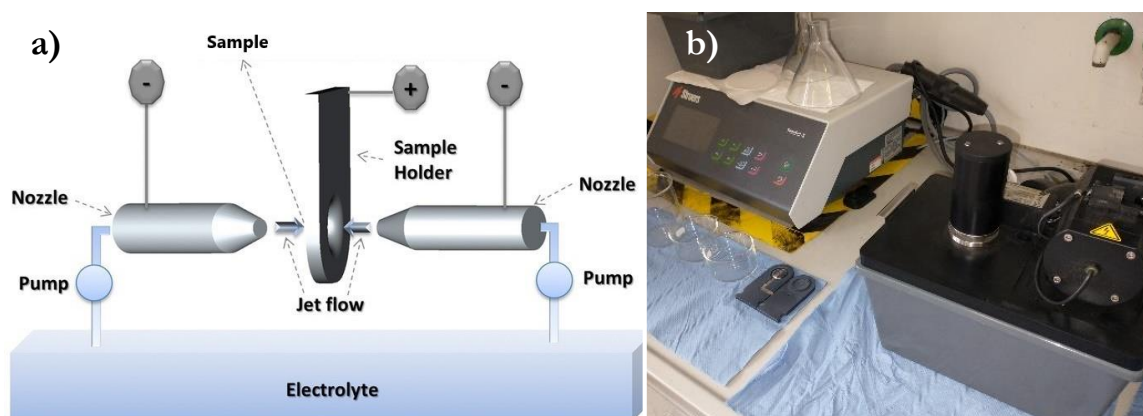 a)
Sample
-
+
-
Sample
Holder
Nozzle
Nozzle
Pump
Pump
Jet flow
Electrolyte
b)
Struers